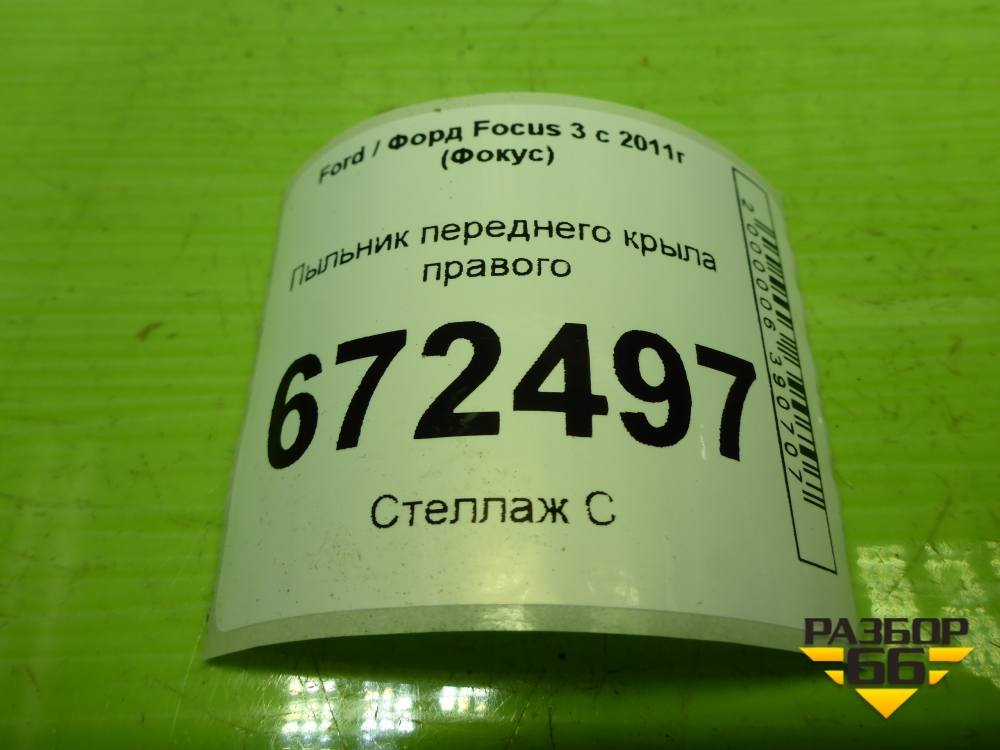 Ford / Форд Focus 3 с 2011г
(Фокус)
Пыльник переднего крыла
правого
672497
Стеллаж С
2000006390707
РАЗБОР
66